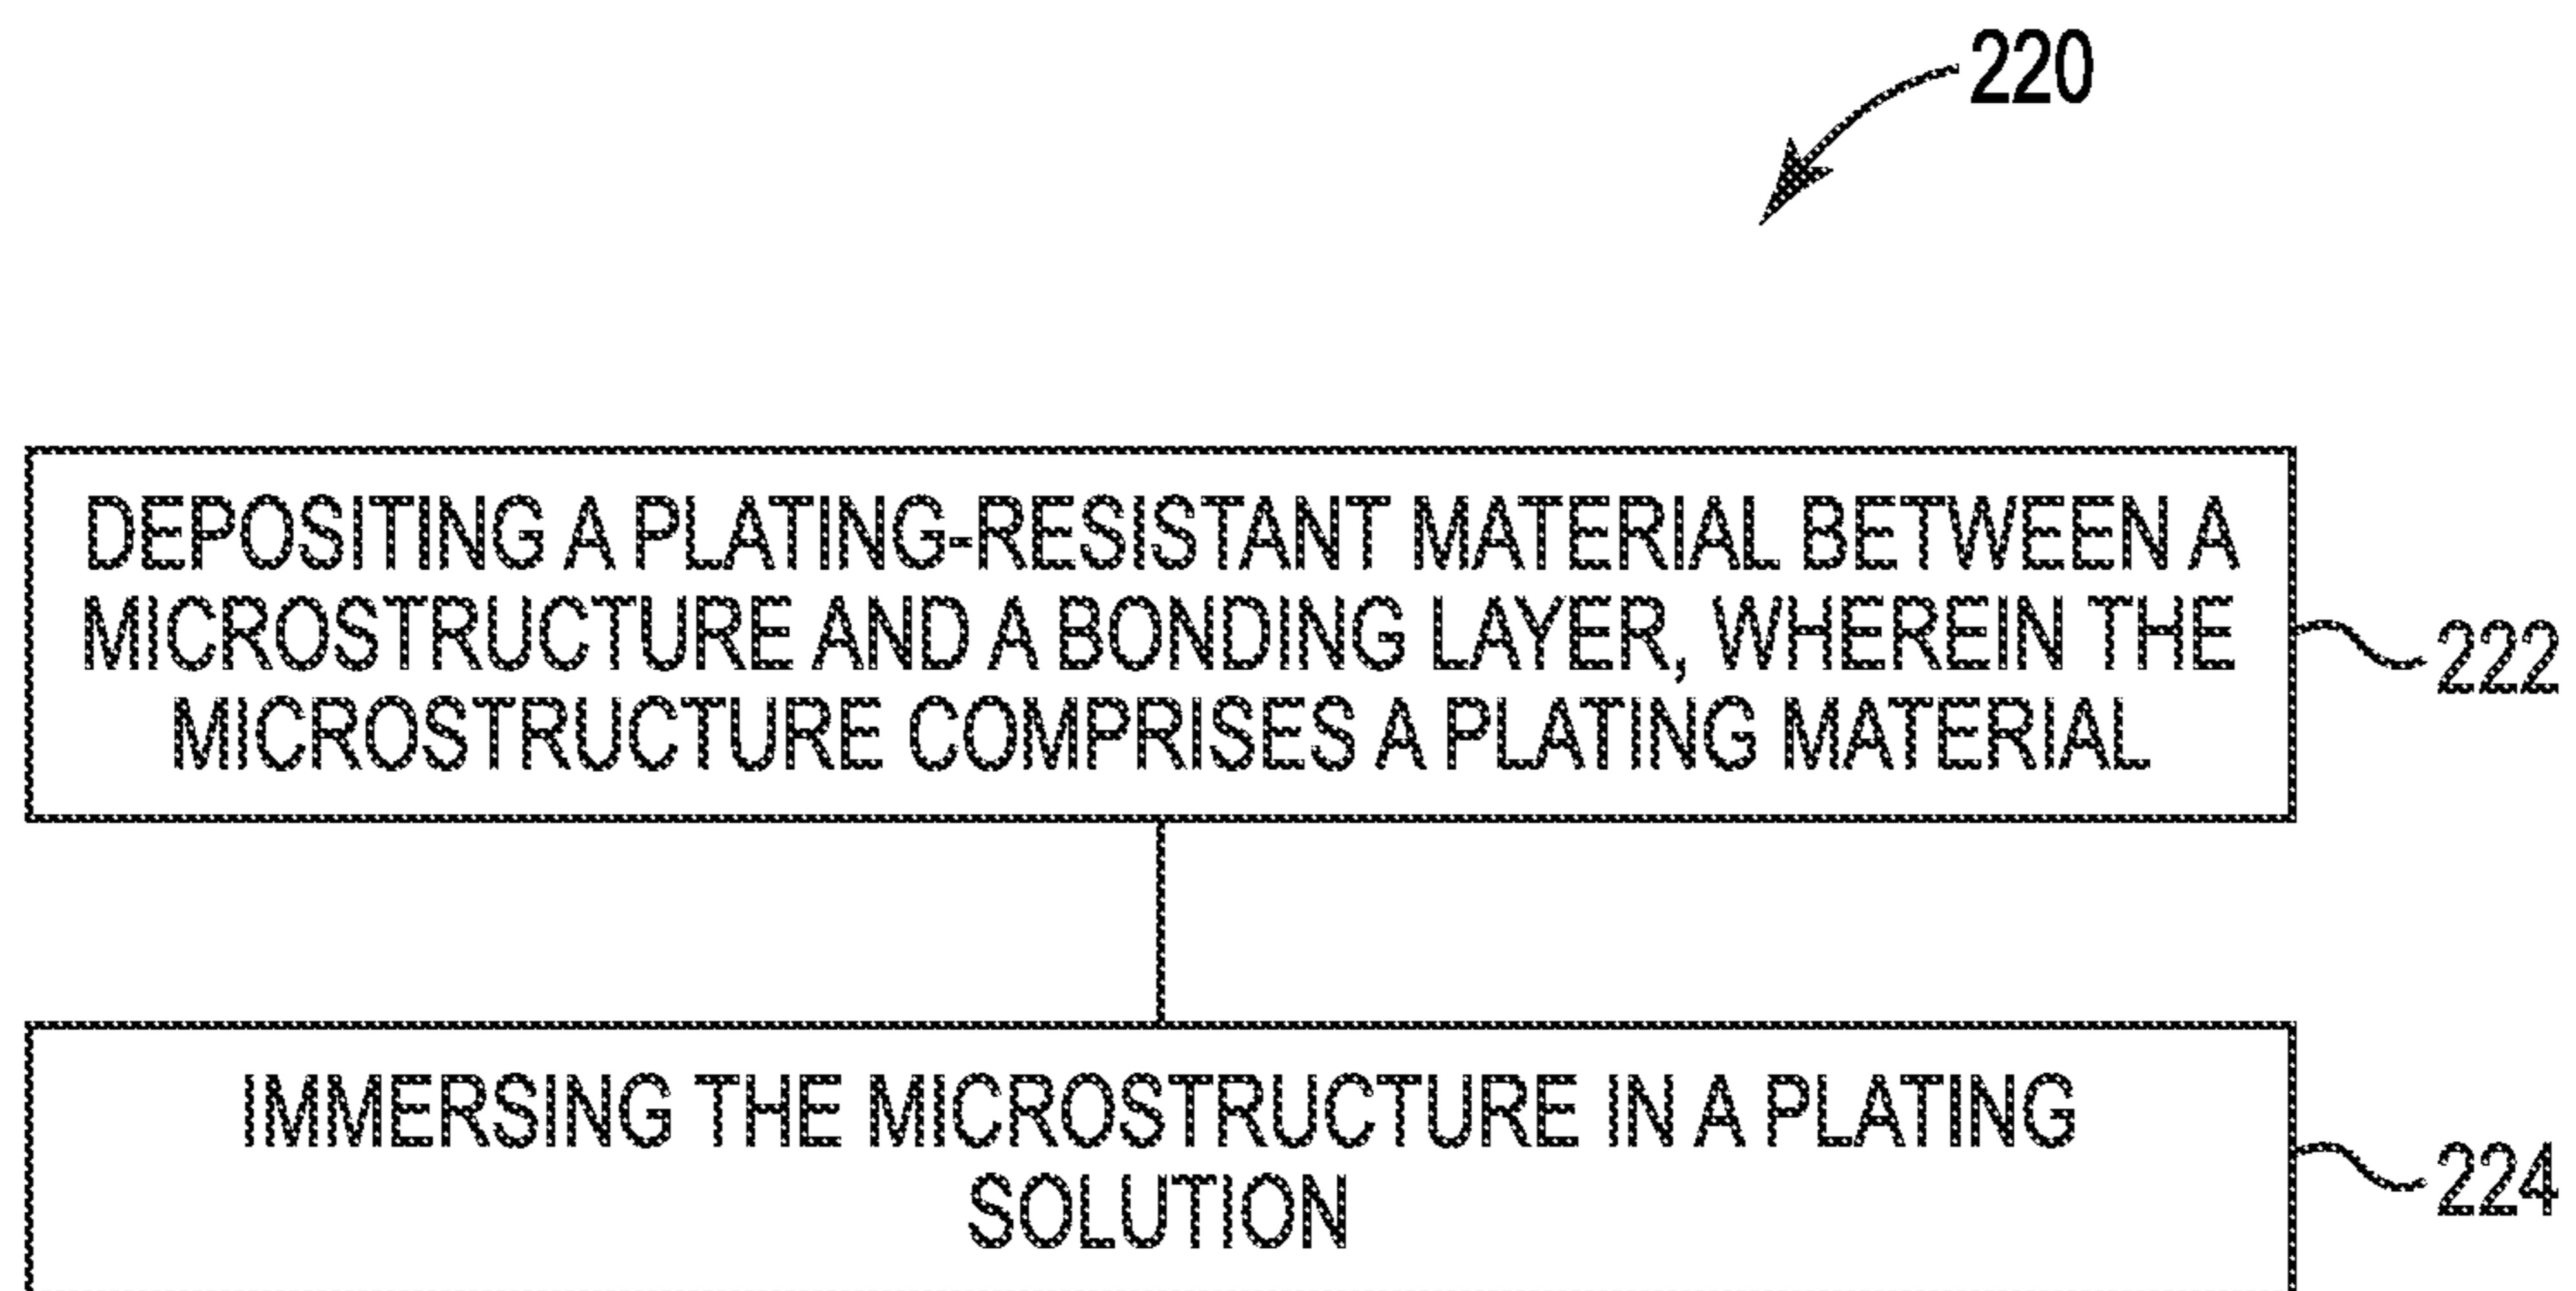 220
DEPOSITING A PLATING-RESISTANT MATERIAL BETWEEN A
MICROSTRUCTURE AND A BONDING LAYER, WHEREIN THE
MICROSTRUCTURE COMPRISES A PLATING MATERIAL
222
IMMERSING THE MICROSTRUCTURE IN A PLATING
SOLUTION
224